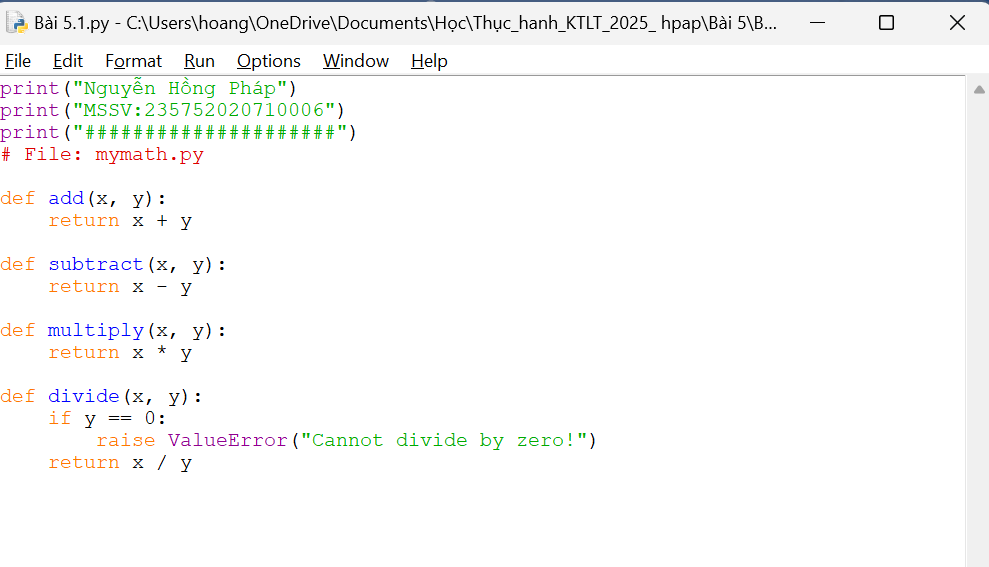 Bài 5.1.py - C:\Users\hoang\OneDrive\Documents\Học\Thục_hanh_KTLT_2025_ hpap\Bài 5\B...
File Edit Format Run Options Window Help
print("Nguyễn Hồng Pháp")
print("MSSV:235752020710006")
print("#####################")
# File: mymath.py

def add(x, y):
    return x + y

def subtract(x, y):
    return x - y

def multiply(x, y):
    return x * y

def divide(x, y):
    if y == 0:
        raise ValueError("Cannot divide by zero!")
    return x / y